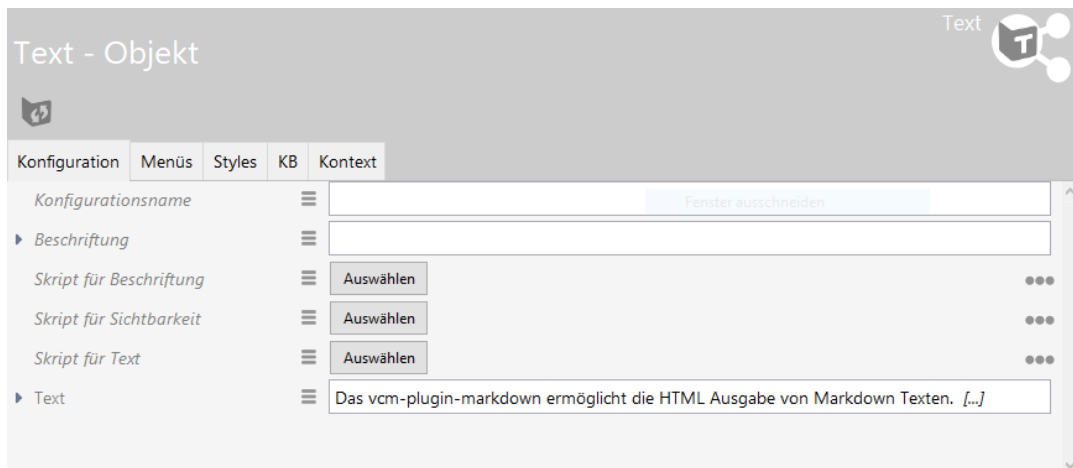 Text
Text - Objekt
Konfiguration Menüs Styles KB Kontext
Konfigurationsname
Fenster ausschneiden
Beschriftung
Skript für Beschriftung Auswählen
Skript für Sichtbarkeit Auswählen
Skript für Text Auswählen
Text Das vcm-plugin-markdown ermöglicht die HTML Ausgabe von Markdown Texten. [...]